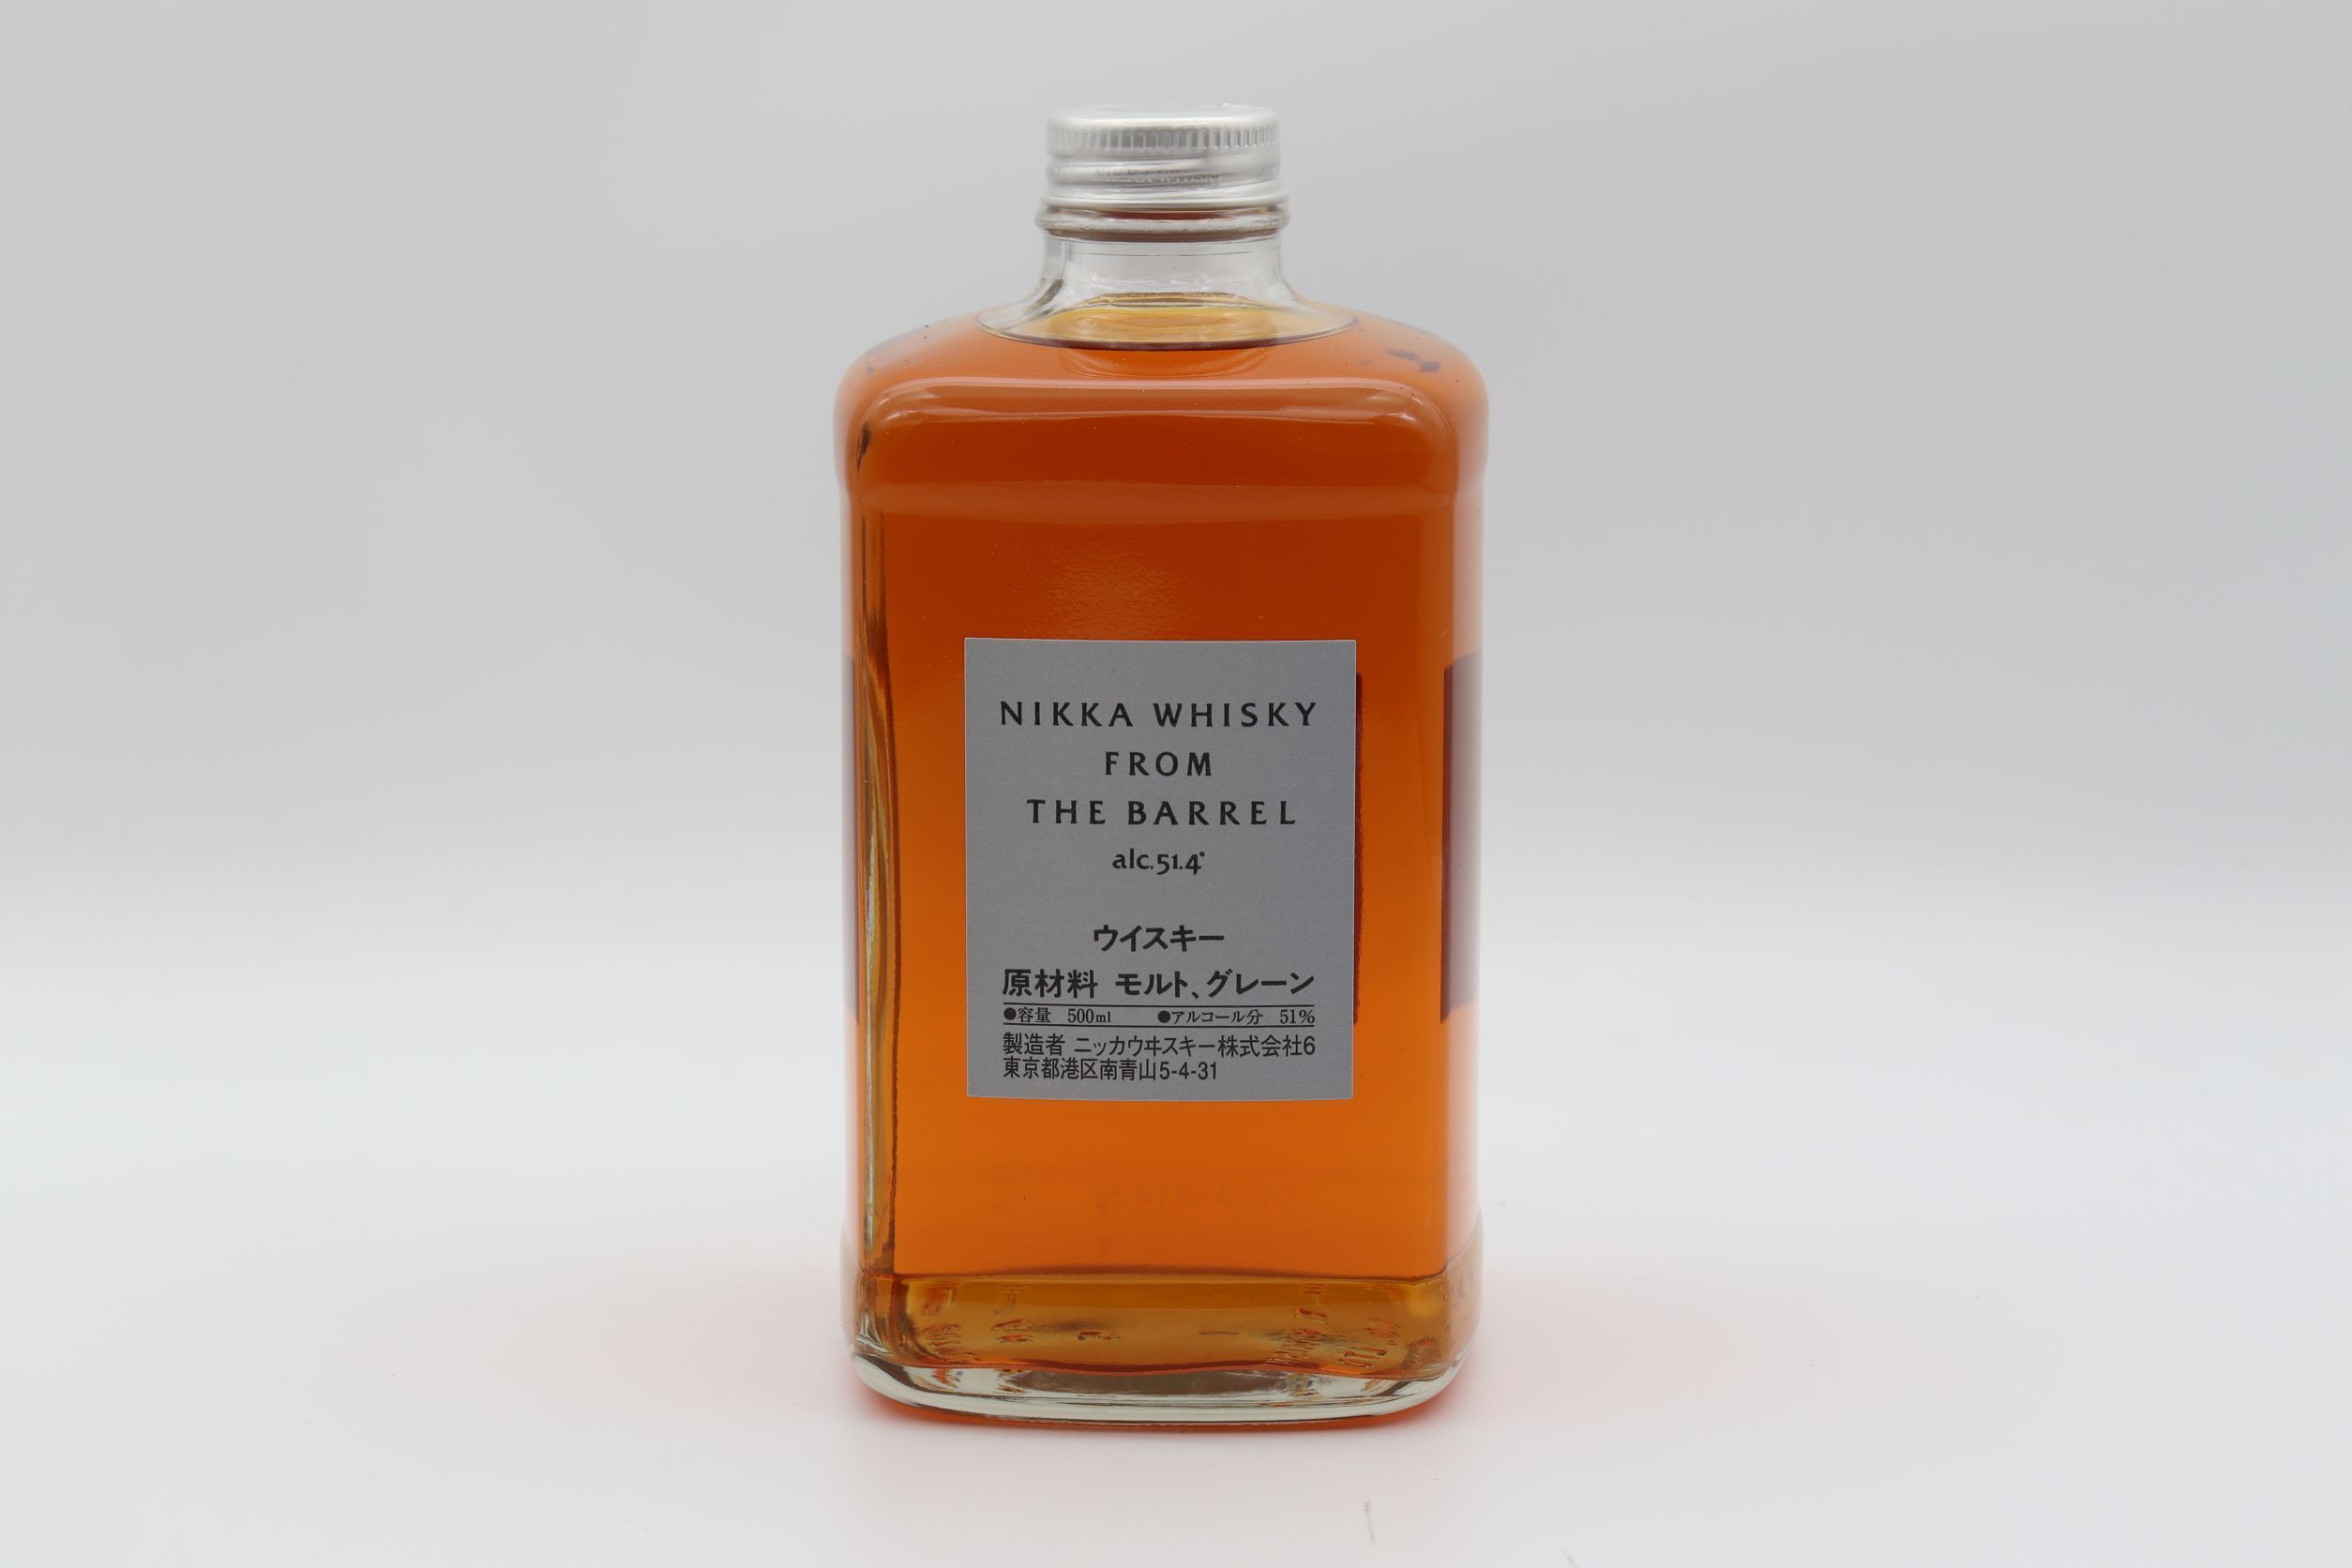 NIKKA WHISKY
FROM
THE BARREL
alc.51.4°
ウイスキー
原材料 モルト、グレーン
●容量 500ml ●アルコール分 51%
製造者 ニッカウヰスキー株式会社6
東京都港区南青山5-4-31